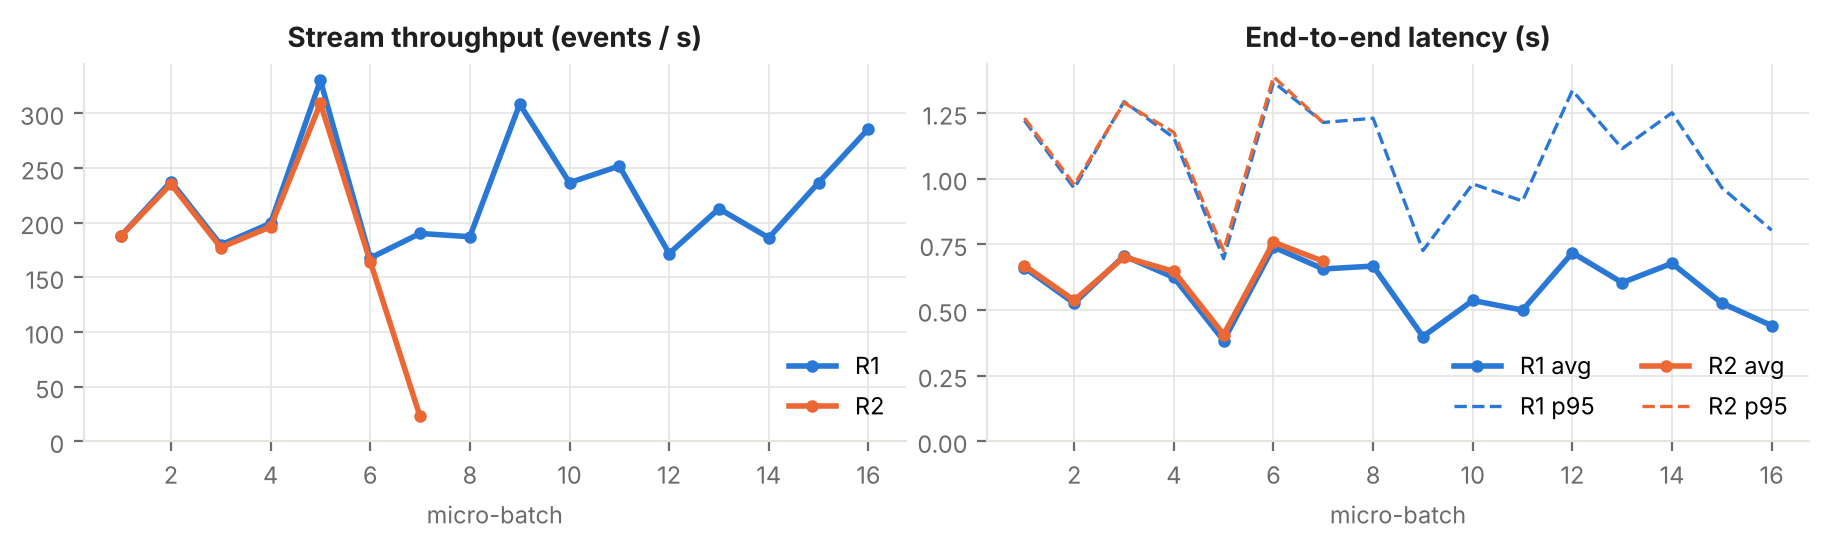 Stream throughput (events / s)
300
250
200
150
100
50
0
2 4 6 8 10 12 14 16
micro-batch
R1
R2
End-to-end latency (s)
1.25
1.00
0.75
0.50
0.25
0.00
2 4 6 8 10 12 14 16
micro-batch
R1 avg R2 avg
R1 p95 R2 p95